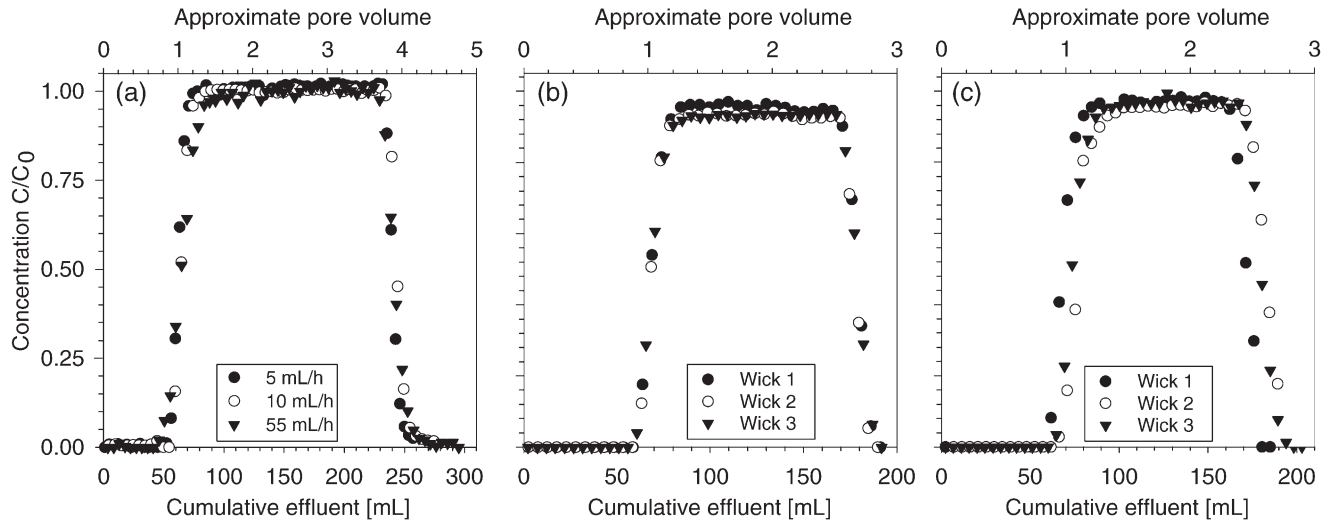 Approximate pore volume
0 1 2 3 4 5
Approximate pore volume
0 1 2 3
Approximate pore volume
0 1 2 3
Concentration C/C0
1.00
0.75
0.50
0.25
0.00
(a)
5 mL/h
10 mL/h
55 mL/h
(b)
Wick 1
Wick 2
Wick 3
(c)
Wick 1
Wick 2
Wick 3
0 50 100 150 200 250 300
Cumulative effluent [mL]
0 50 100 150 200
Cumulative effluent [mL]
0 50 100 150 200
Cumulative effluent [mL]